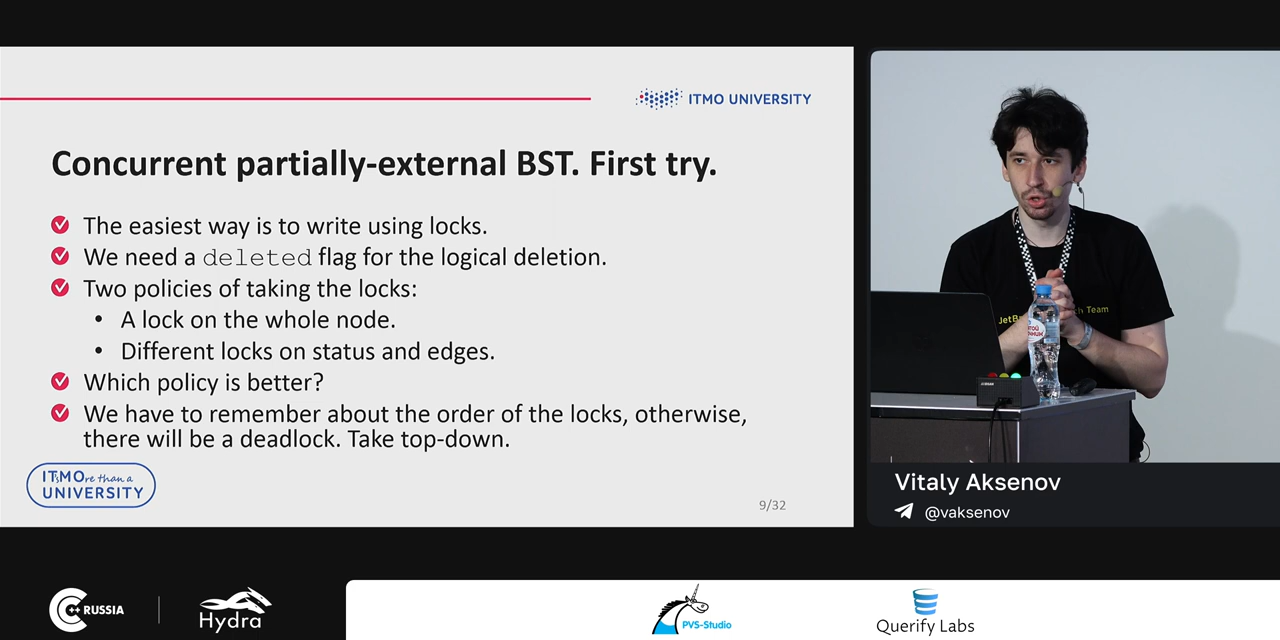 ITMO UNIVERSITY
Concurrent partially-external BST. First try.
The easiest way is to write using locks.
We need a deleted flag for the logical deletion.
Two policies of taking the locks:
• A lock on the whole node.
• Different locks on status and edges.
Which policy is better?
We have to remember about the order of the locks, otherwise,
there will be a deadlock. Take top-down.
IT'sMOre than a
UNIVERSITY
9/32
Team
Vitaly Aksenov
@vaksenov
C++ RUSSIA
Hydra
PVS-Studio
Querify Labs